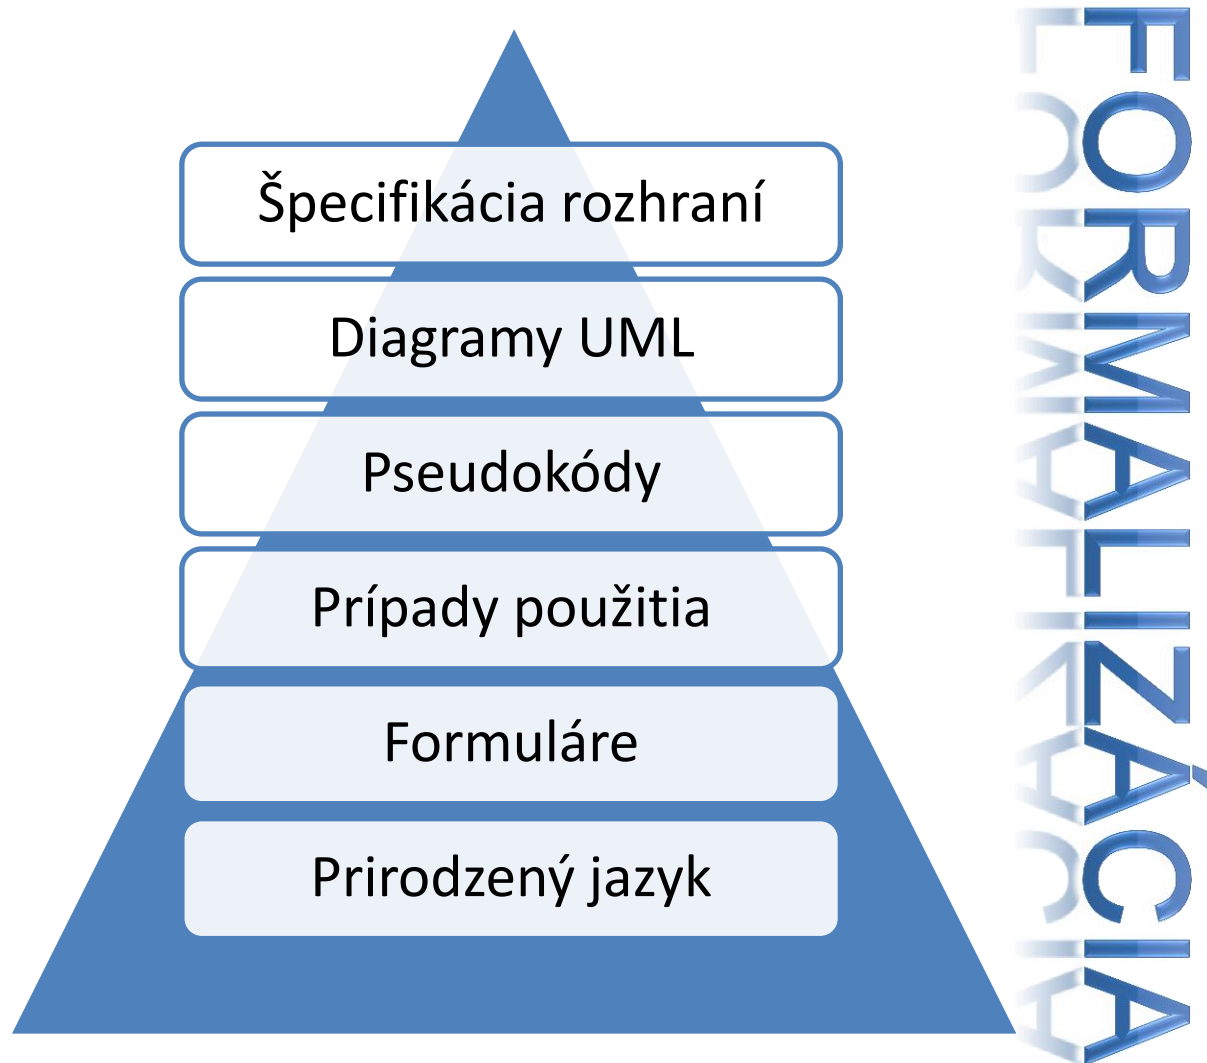 Špecifikácia rozhraní
Diagramy UML
Pseudokódy
Prípady použitia
Formuláre
Prirodzený jazyk
FORMALIZÁCIA